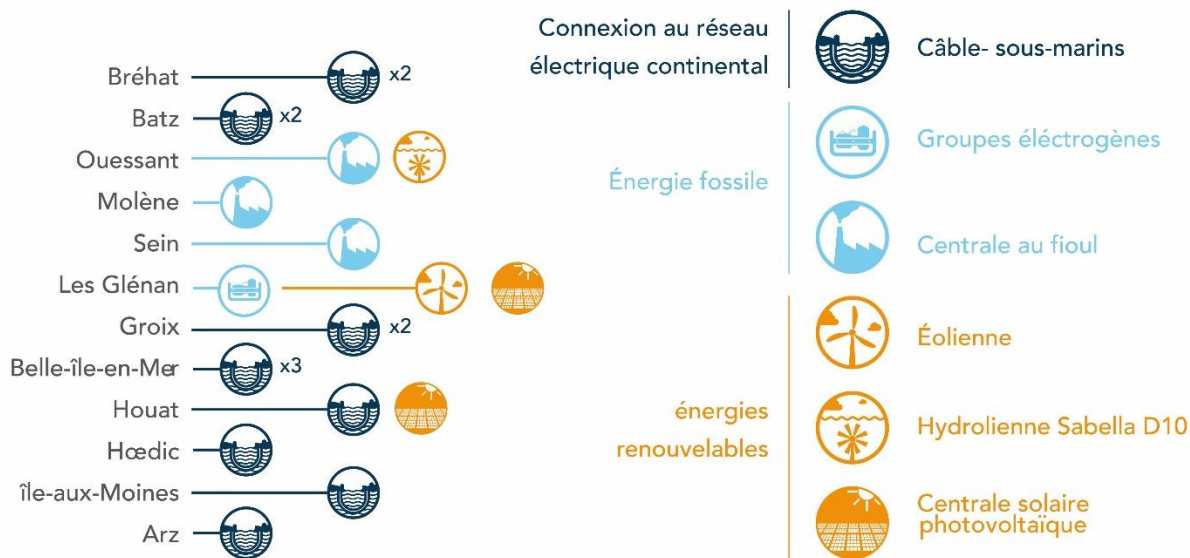 Bréhat
x2
Batz
x2
Ouessant
Molène
Sein
Les Glénan
Groix
x2
Belle-île-en-Mer
x3
Houat
Hœdic
île-aux-Moines
Arz
Connexion au réseau
électrique continental
Câble- sous-marins
Énergie fossile
Groupes éléctrogènes
Centrale au fioul
énergies
renouvelables
Éolienne
Hydrolienne Sabella D10
Centrale solaire
photovoltaïque